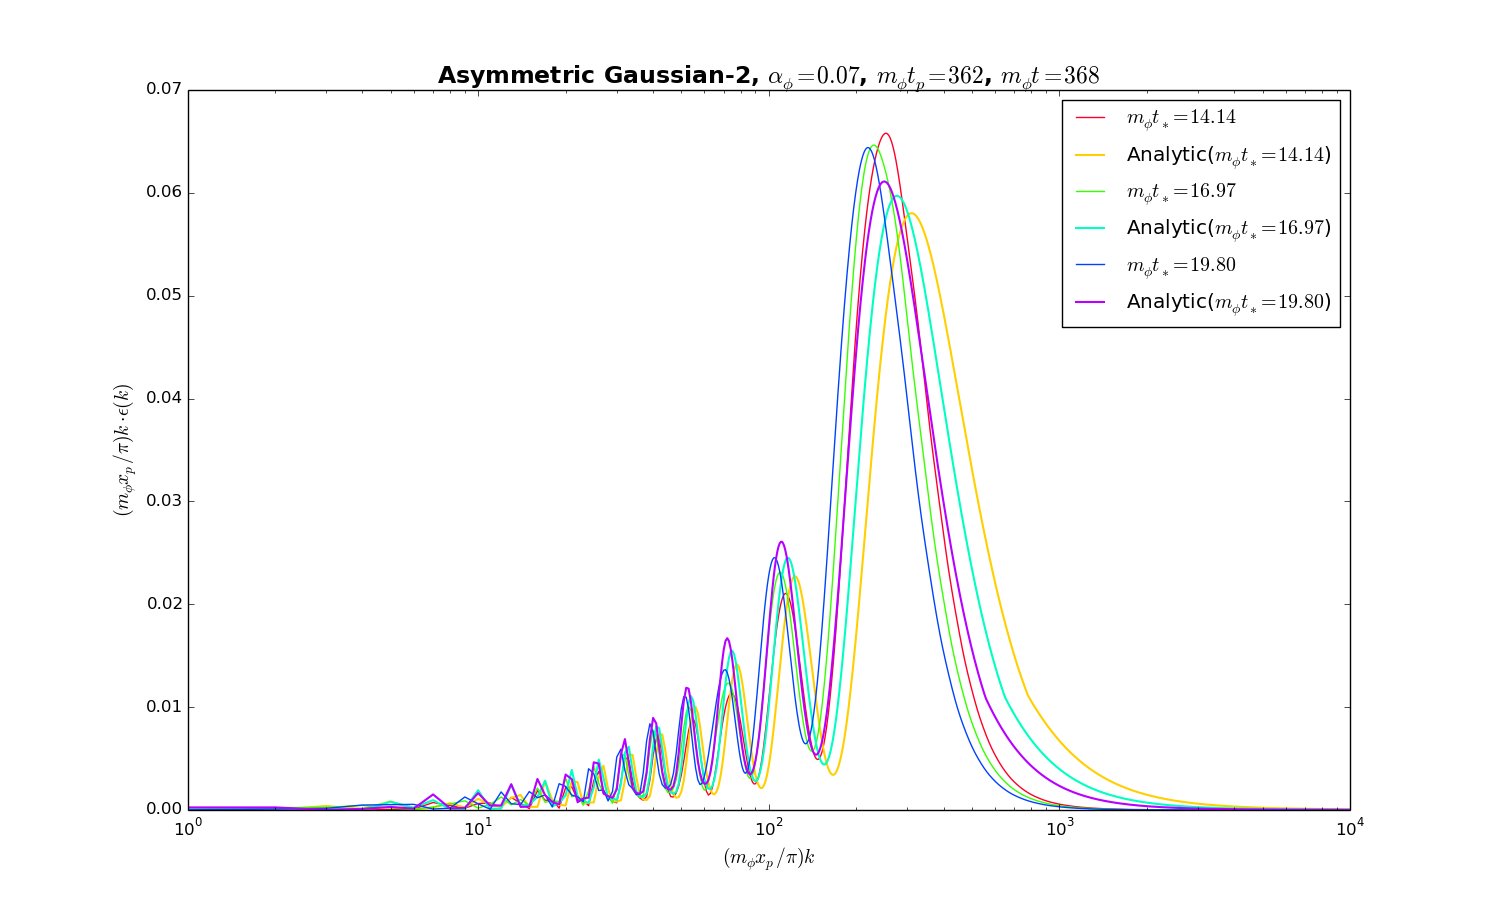 Asymmetric Gaussian-2, α_ϕ=0.07, m_ϕt_p=362, m_ϕt=368
0.07
0.06
0.05
0.04
0.03
0.02
0.01
0.00
(m_ϕx_p/π)k·ϵ(k)
m_ϕt_*=14.14
Analytic(m_ϕt_*=14.14)
m_ϕt_*=16.97
Analytic(m_ϕt_*=16.97)
m_ϕt_*=19.80
Analytic(m_ϕt_*=19.80)
10^0 10^1 10^2 10^3 10^4
(m_ϕx_p/π)k